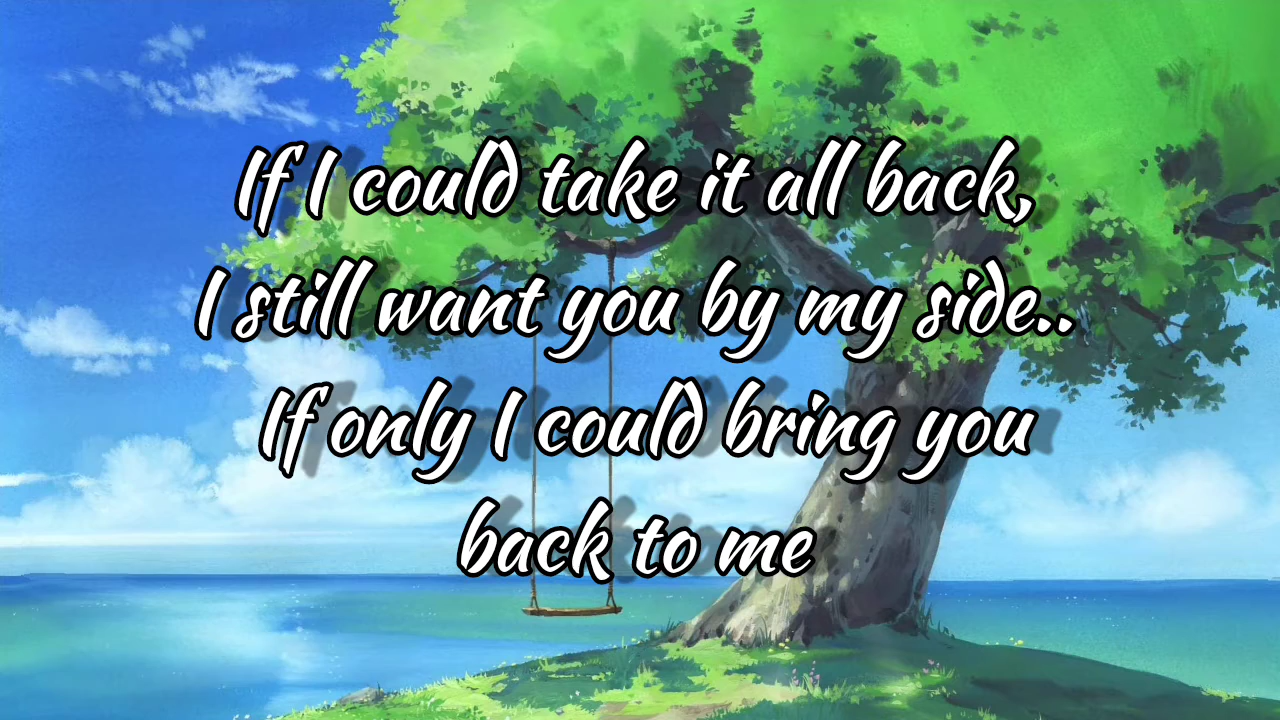 If I could take it all back,
I still want you by my side..
If only I could bring you
back to me